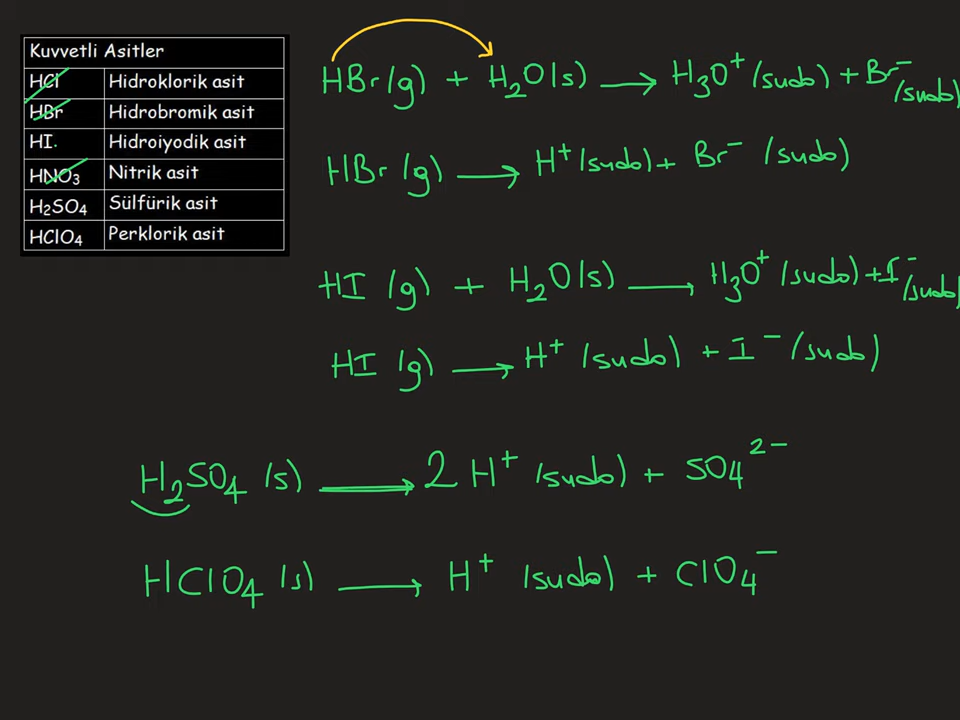 Kuvvetli Asitler
HCl Hidroklorik asit
HBr Hidrobromik asit
HI Hidroiyodik asit
HNO₃ Nitrik asit
H₂SO₄ Sülfürik asit
HClO₄ Perklorik asit
HBr (g) + H₂O (s) → H₃O⁺ (suda) + Br⁻ (suda)
HBr (g) → H⁺ (suda) + Br⁻ (suda)
HI (g) + H₂O (s) → H₃O⁺ (suda) + I⁻ (suda)
HI (g) → H⁺ (suda) + I⁻ (suda)
H₂SO₄ (s) → 2 H⁺ (suda) + SO₄²⁻
HClO₄ (s) → H⁺ (suda) + ClO₄⁻